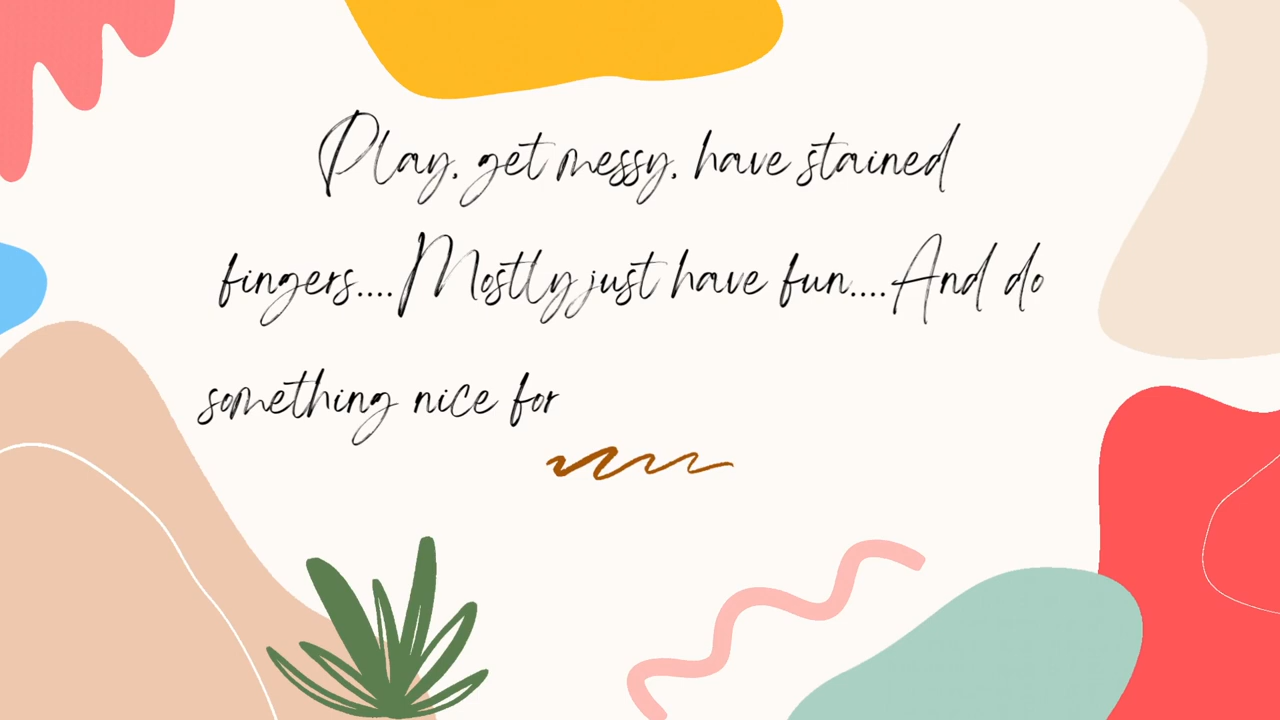 Play, get messy, have stained
fingers....Mostly just have fun....And do
something nice for